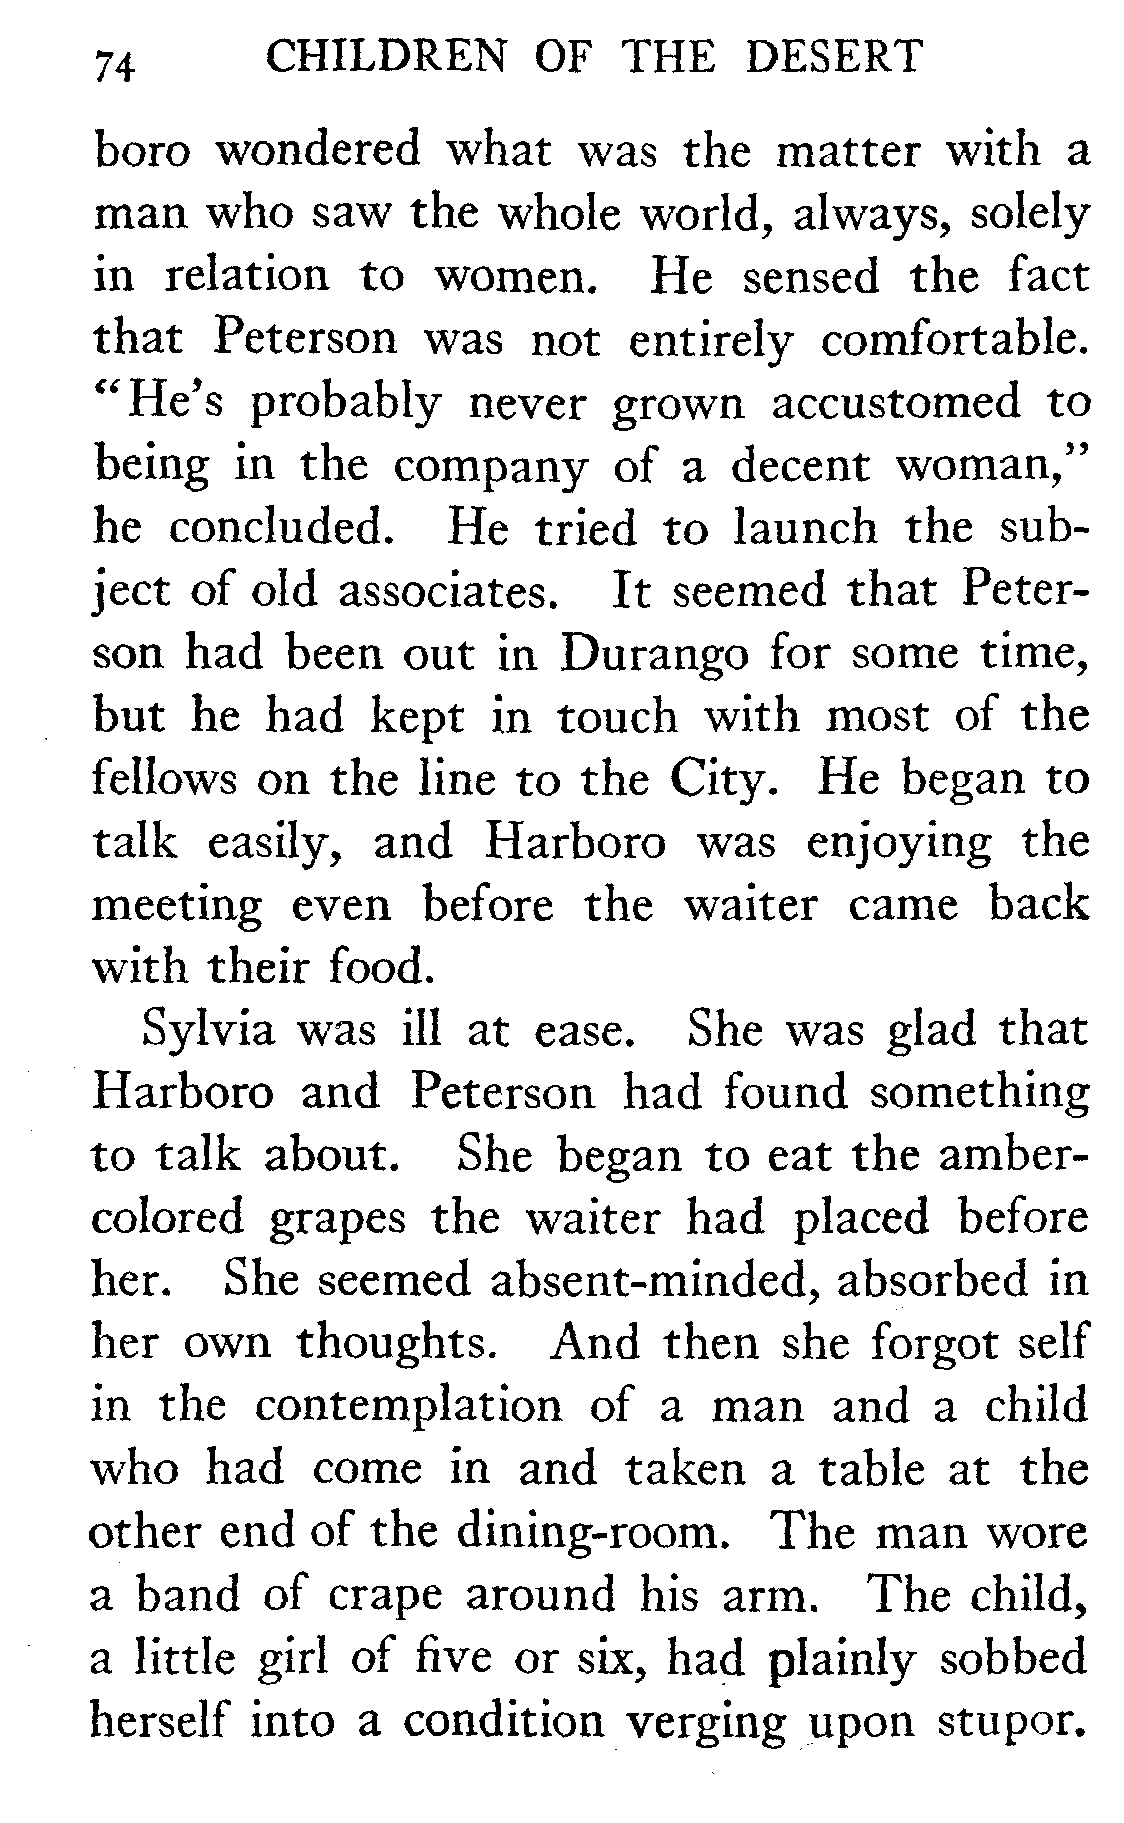 74 CHILDREN OF THE DESERT
boro wondered what was the matter with a
man who saw the whole world, always, solely
in relation to women. He sensed the fact
that Peterson was not entirely comfortable.
“He’s probably never grown accustomed to
being in the company of a decent woman,”
he concluded. He tried to launch the sub-
ject of old associates. It seemed that Peter-
son had been out in Durango for some time,
but he had kept in touch with most of the
fellows on the line to the City. He began to
talk easily, and Harboro was enjoying the
meeting even before the waiter came back
with their food.
Sylvia was ill at ease. She was glad that
Harboro and Peterson had found something
to talk about. She began to eat the amber-
colored grapes the waiter had placed before
her. She seemed absent-minded, absorbed in
her own thoughts. And then she forgot self
in the contemplation of a man and a child
who had come in and taken a table at the
other end of the dining-room. The man wore
a band of crape around his arm. The child,
a little girl of five or six, had plainly sobbed
herself into a condition verging upon stupor.